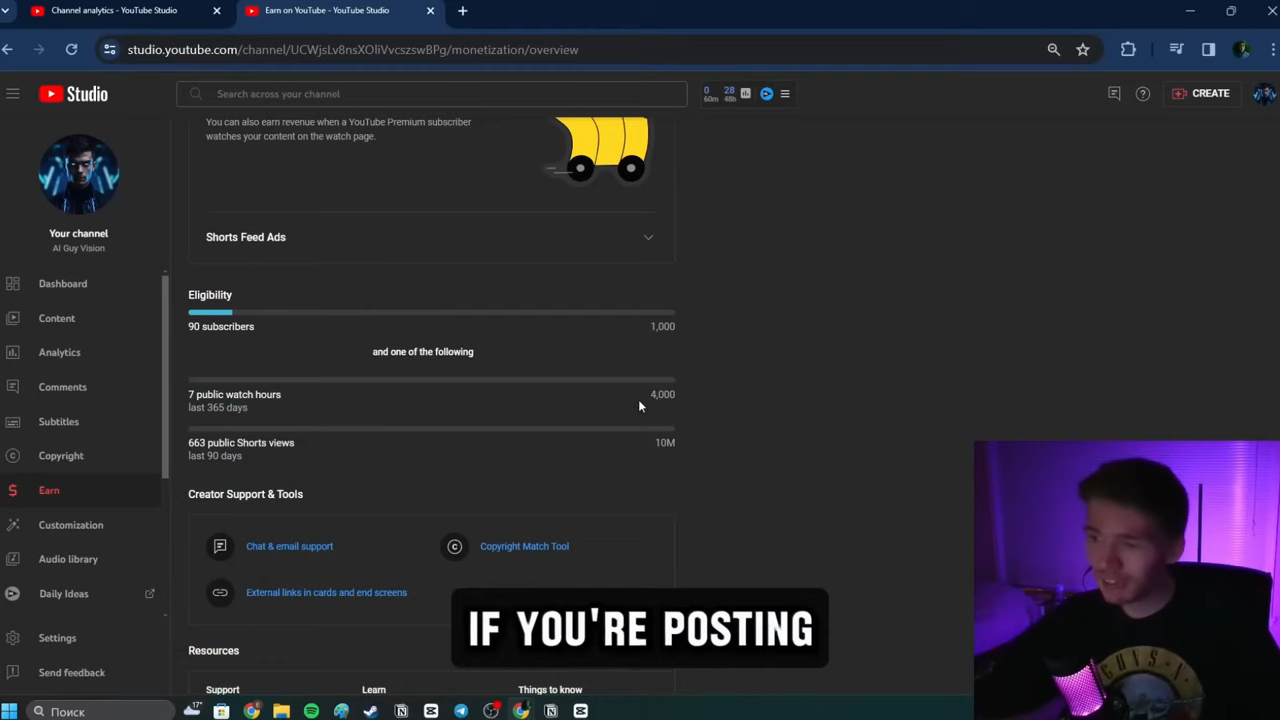 Channel analytics - YouTube Studio
Earn on YouTube - YouTube Studio
studio.youtube.com/channel/UCWjsLv8nsXOliVvcszswBPg/monetization/overview
Studio
Search across your channel
0 28
60m 48h
CREATE
You can also earn revenue when a YouTube Premium subscriber
watches your content on the watch page.
Shorts Feed Ads
Your channel
AI Guy Vision
Dashboard
Content
Analytics
Comments
Subtitles
Copyright
Earn
Customization
Audio library
Daily Ideas
Settings
Send feedback
Eligibility
90 subscribers 1,000
and one of the following
7 public watch hours 4,000
last 365 days
663 public Shorts views 10M
last 90 days
Creator Support & Tools
Chat & email support
Copyright Match Tool
External links in cards and end screens
IF YOU'RE POSTING
Resources
Support
Learn
Things to know
17°
Поиск